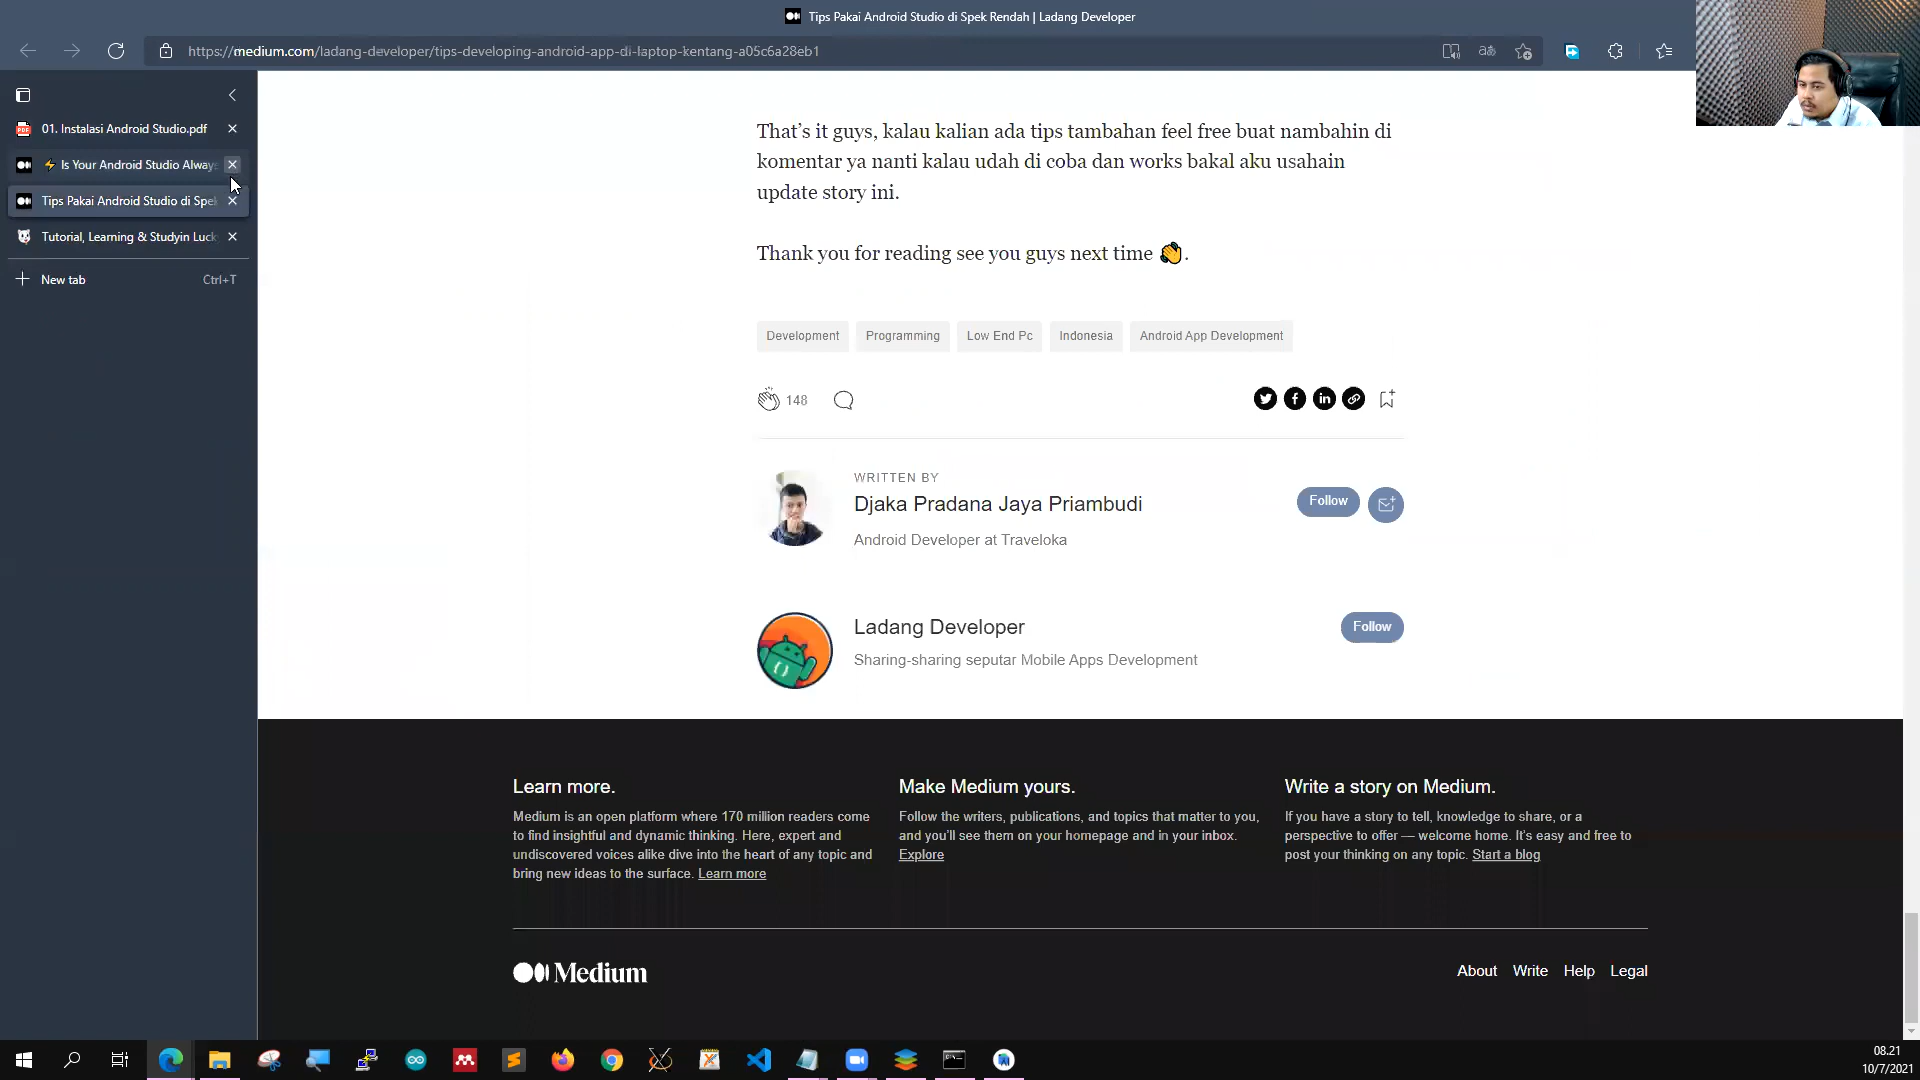 Tips Pakai Android Studio di Spek Rendah | Ladang Developer
https://medium.com/ladang-developer/tips-developing-android-app-di-laptop-kentang-a05c6a28eb1
01. Instalasi Android Studio.pdf
⚡ Is Your Android Studio Alway
Tips Pakai Android Studio di Spe
Tutorial, Learning & Studyin Luck
New tab Ctrl+T
That's it guys, kalau kalian ada tips tambahan feel free buat nambahin di
komentar ya nanti kalau udah di coba dan works bakal aku usahain
update story ini.
Thank you for reading see you guys next time 👏.
Development Programming Low End Pc Indonesia Android App Development
148
WRITTEN BY
Djaka Pradana Jaya Priambudi
Follow
Android Developer at Traveloka
Ladang Developer
Follow
Sharing-sharing seputar Mobile Apps Development
Learn more.
Medium is an open platform where 170 million readers come
to find insightful and dynamic thinking. Here, expert and
undiscovered voices alike dive into the heart of any topic and
bring new ideas to the surface. Learn more
Make Medium yours.
Follow the writers, publications, and topics that matter to you,
and you'll see them on your homepage and in your inbox.
Explore
Write a story on Medium.
If you have a story to tell, knowledge to share, or a
perspective to offer — welcome home. It's easy and free to
post your thinking on any topic. Start a blog
Medium
About Write Help Legal
08.21
10/7/2021